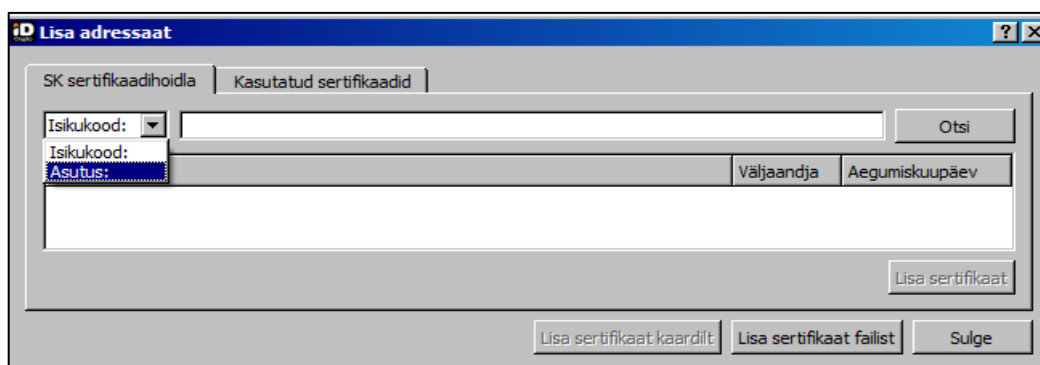 iD Lisa adressaat
SK sertifikaadihoidla Kasutatud sertifikaadid
Isikukood: Otsi
Isikukood:
Asutus: Väljaandja Aegumiskuupäev
Lisa sertifikaat
Lisa sertifikaat kaardilt Lisa sertifikaat failist Sulge